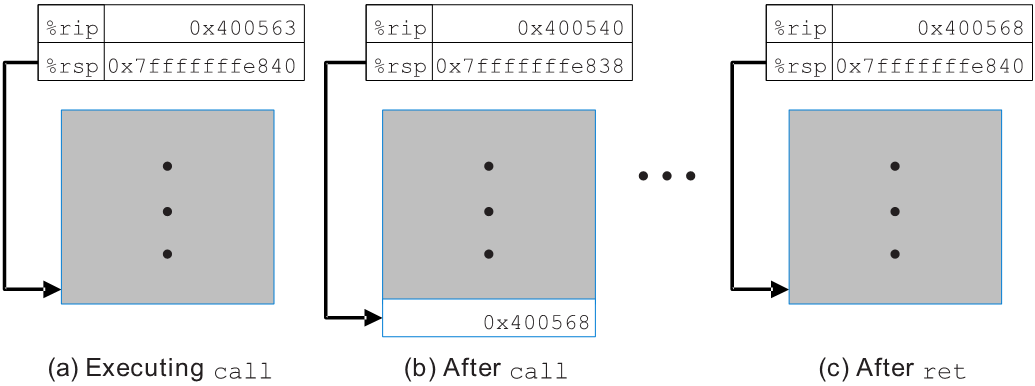 %rip 0x400563
%rsp 0x7fffffffe840
%rip 0x400540
%rsp 0x7fffffffe838
%rip 0x400568
%rsp 0x7fffffffe840
0x400568
(a) Executing call
(b) After call
(c) After ret